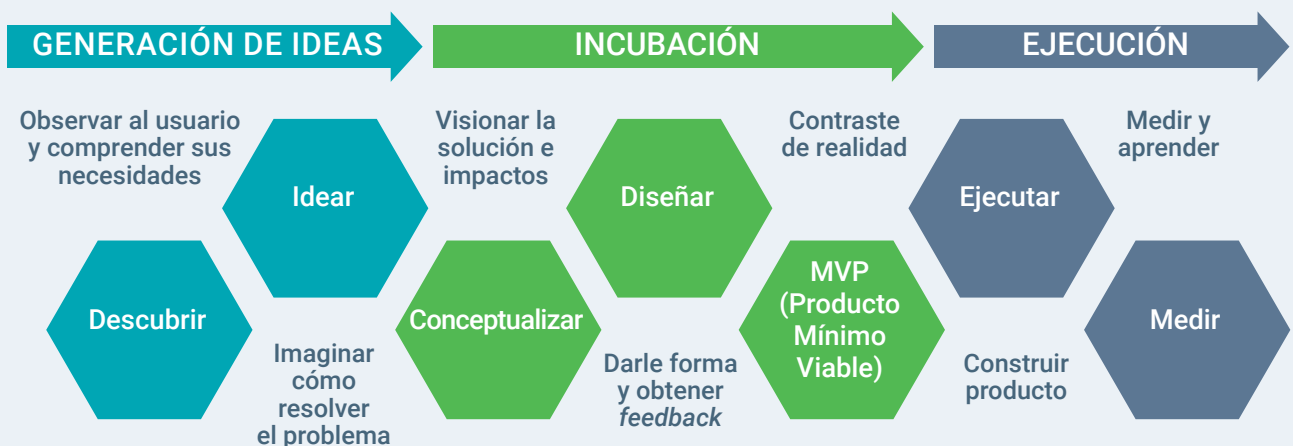 GENERACIÓN DE IDEAS
INCUBACIÓN
EJECUCIÓN
Observar al usuario
y comprender sus
necesidades
Descubrir
Idear
Imaginar
cómo
resolver
el problema
Visionar la
solución e
impactos
Conceptualizar
Diseñar
Darle forma
y obtener
feedback
Contraste
de realidad
MVP
(Producto
Mínimo
Viable)
Ejecutar
Construir
producto
Medir y
aprender
Medir